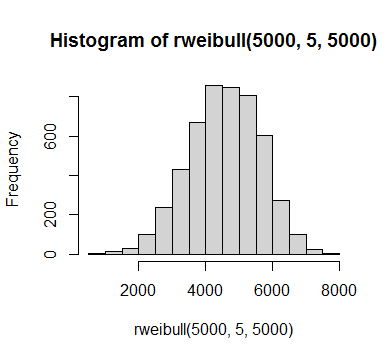 Histogram of rweibull(5000, 5, 5000)
Frequency
600
200
0
2000 4000 6000 8000
rweibull(5000, 5, 5000)